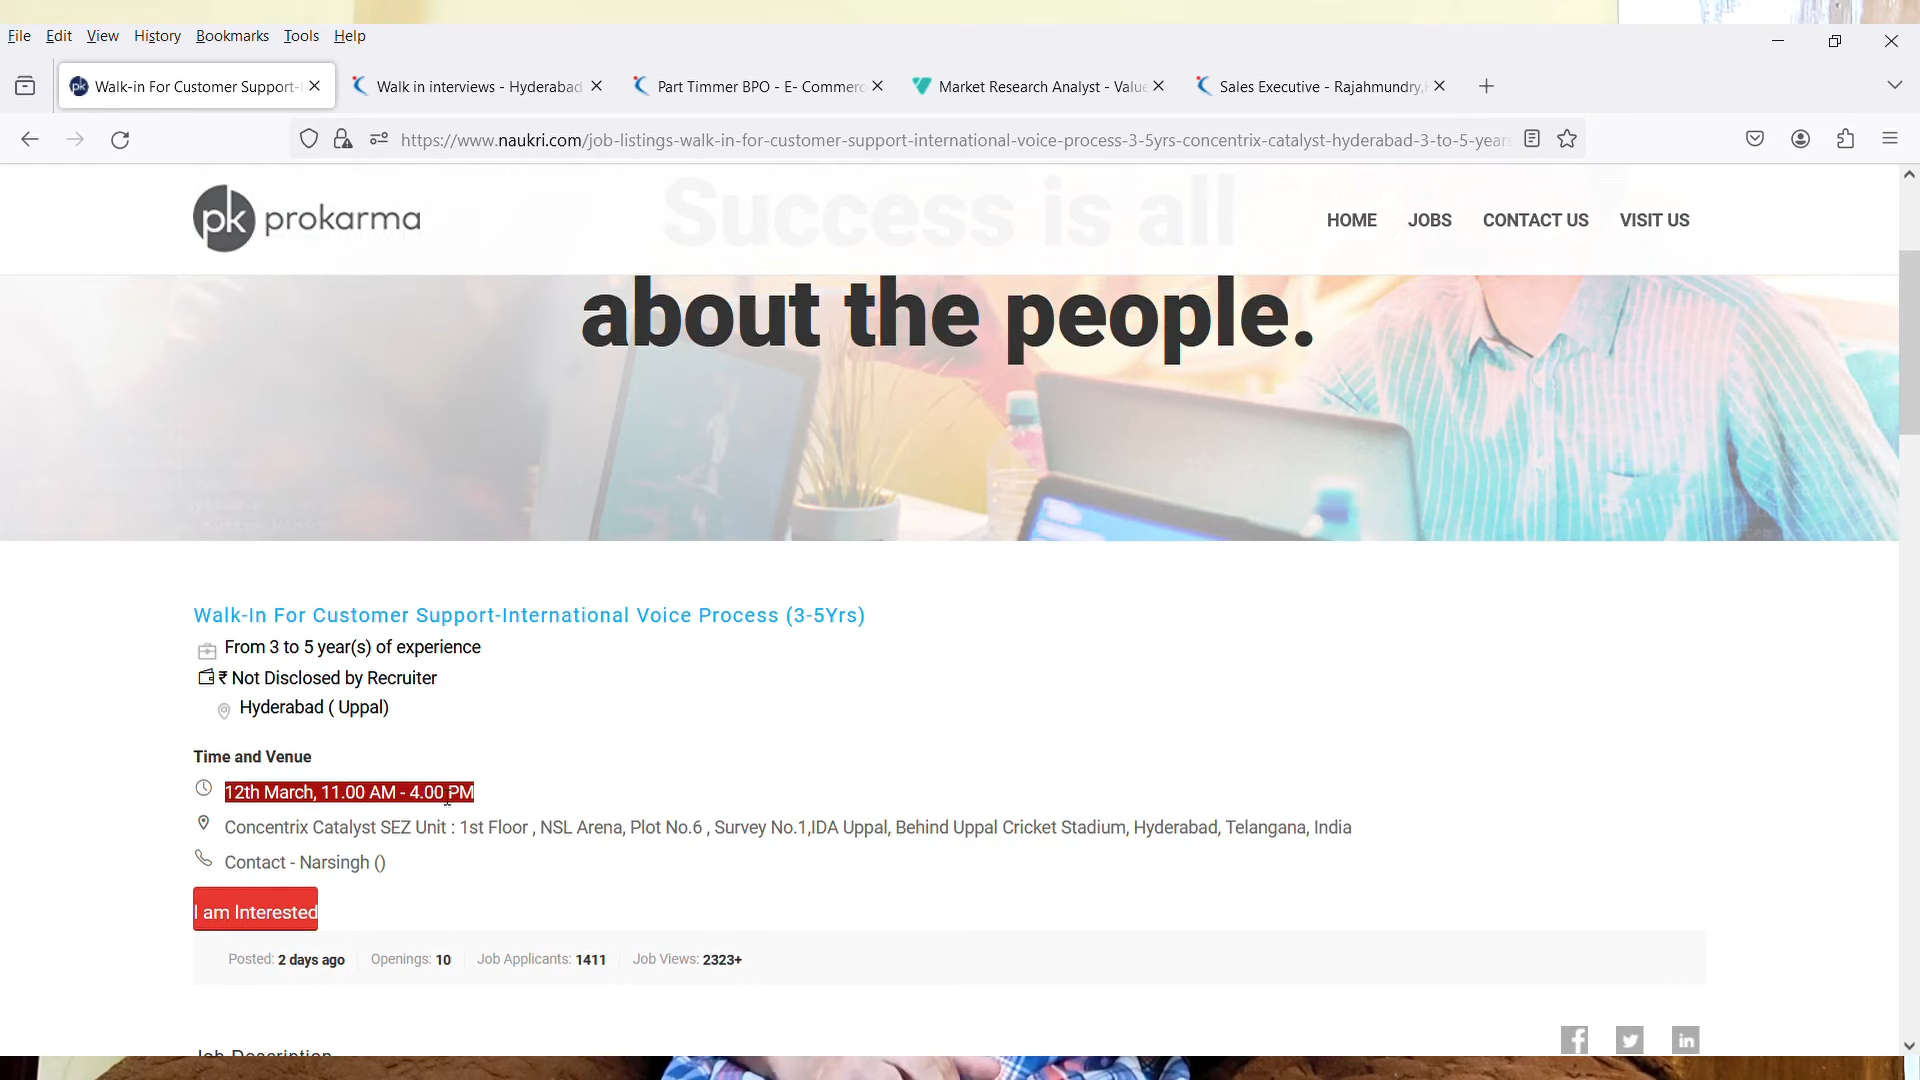 File Edit View History Bookmarks Tools Help
Walk-in For Customer Support-I
Walk in interviews - Hyderabad
Part Timmer BPO - E- Commerc
Market Research Analyst - Value
Sales Executive - Rajahmundry,
https://www.naukri.com/job-listings-walk-in-for-customer-support-international-voice-process-3-5yrs-concentrix-catalyst-hyderabad-3-to-5-years
pk prokarma
HOME JOBS CONTACT US VISIT US
Success is all
about the people.
Walk-In For Customer Support-International Voice Process (3-5Yrs)
From 3 to 5 year(s) of experience
₹ Not Disclosed by Recruiter
Hyderabad ( Uppal)
Time and Venue
12th March, 11.00 AM - 4.00 PM
Concentrix Catalyst SEZ Unit : 1st Floor , NSL Arena, Plot No.6 , Survey No.1,IDA Uppal, Behind Uppal Cricket Stadium, Hyderabad, Telangana, India
Contact - Narsingh ()
I am Interested
Posted: 2 days ago Openings: 10 Job Applicants: 1411 Job Views: 2323+
Job Description